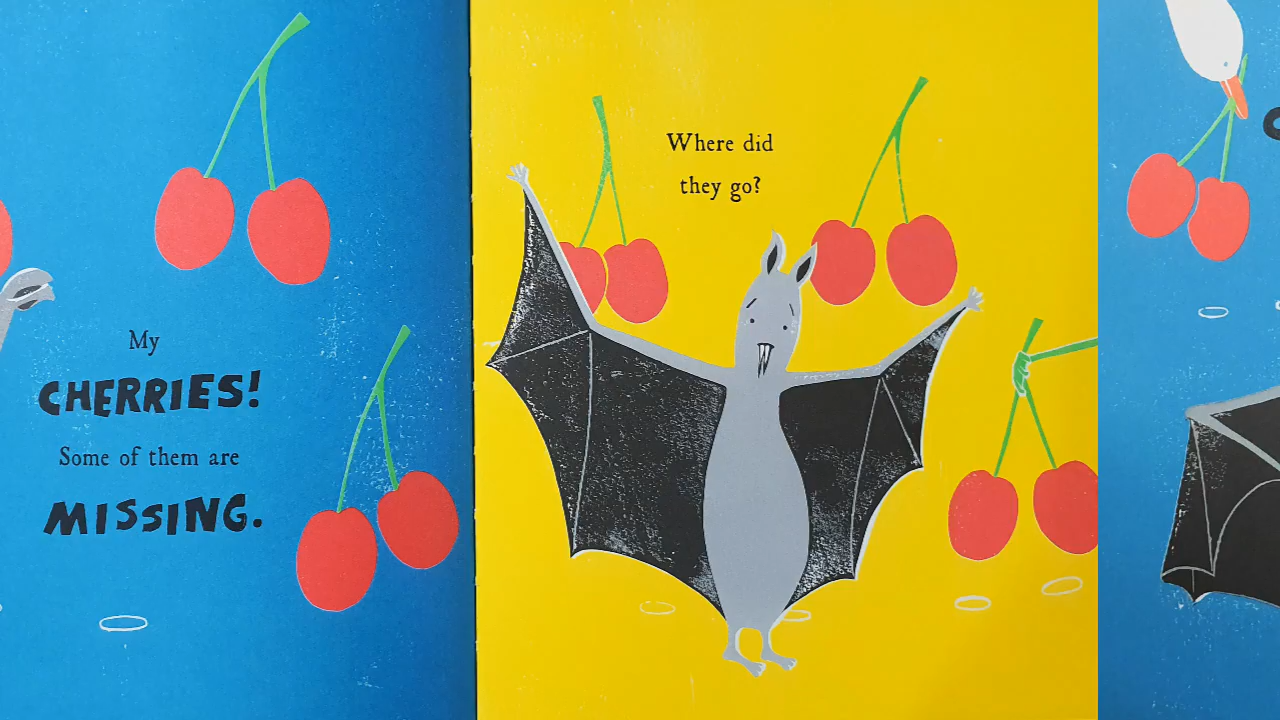 My
CHERRIES!
Some of them are
MISSING.
Where did
they go?